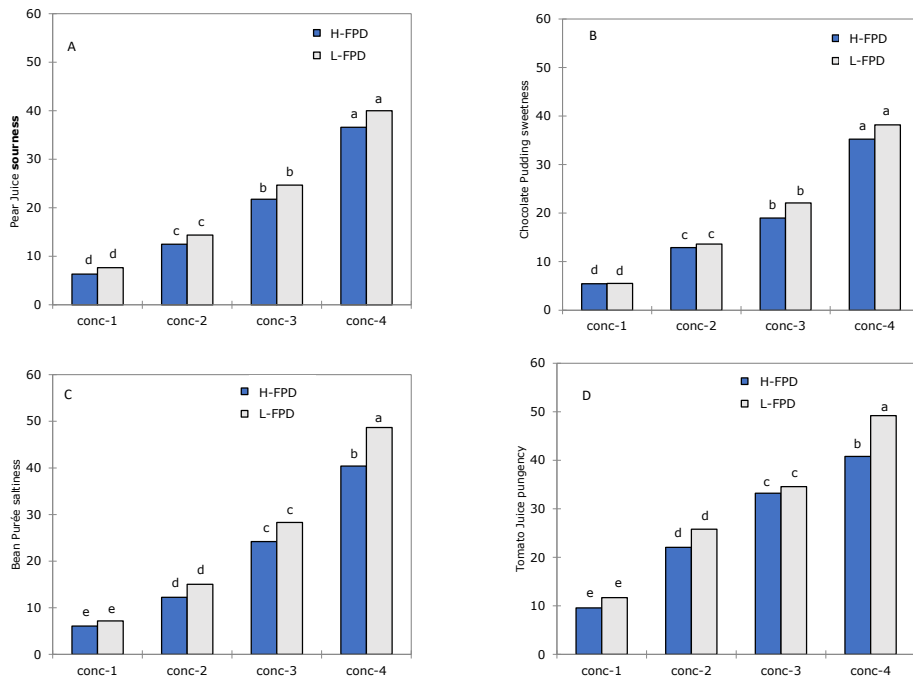 A
H-FPD
L-FPD
Pear Juice sourness
60
50
40
30
20
10
0
d d c c b b a a
conc-1 conc-2 conc-3 conc-4
B
H-FPD
L-FPD
Chocolate Pudding sweetness
60
50
40
30
20
10
0
d d c c b b a a
conc-1 conc-2 conc-3 conc-4
C
H-FPD
L-FPD
Bean Purée saltiness
60
50
40
30
20
10
0
e e d d c c b a
conc-1 conc-2 conc-3 conc-4
D
H-FPD
L-FPD
Tomato Juice pungency
60
50
40
30
20
10
0
e e d d c c b a
conc-1 conc-2 conc-3 conc-4